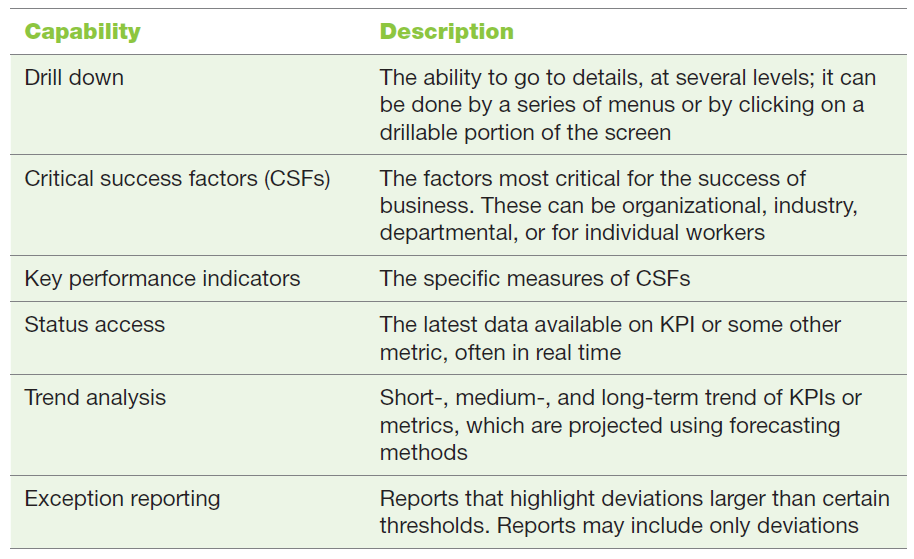 Capability Description
Drill down The ability to go to details, at several levels; it can
be done by a series of menus or by clicking on a
drillable portion of the screen
Critical success factors (CSFs) The factors most critical for the success of
business. These can be organizational, industry,
departmental, or for individual workers
Key performance indicators The specific measures of CSFs
Status access The latest data available on KPI or some other
metric, often in real time
Trend analysis Short-, medium-, and long-term trend of KPIs or
metrics, which are projected using forecasting
methods
Exception reporting Reports that highlight deviations larger than certain
thresholds. Reports may include only deviations